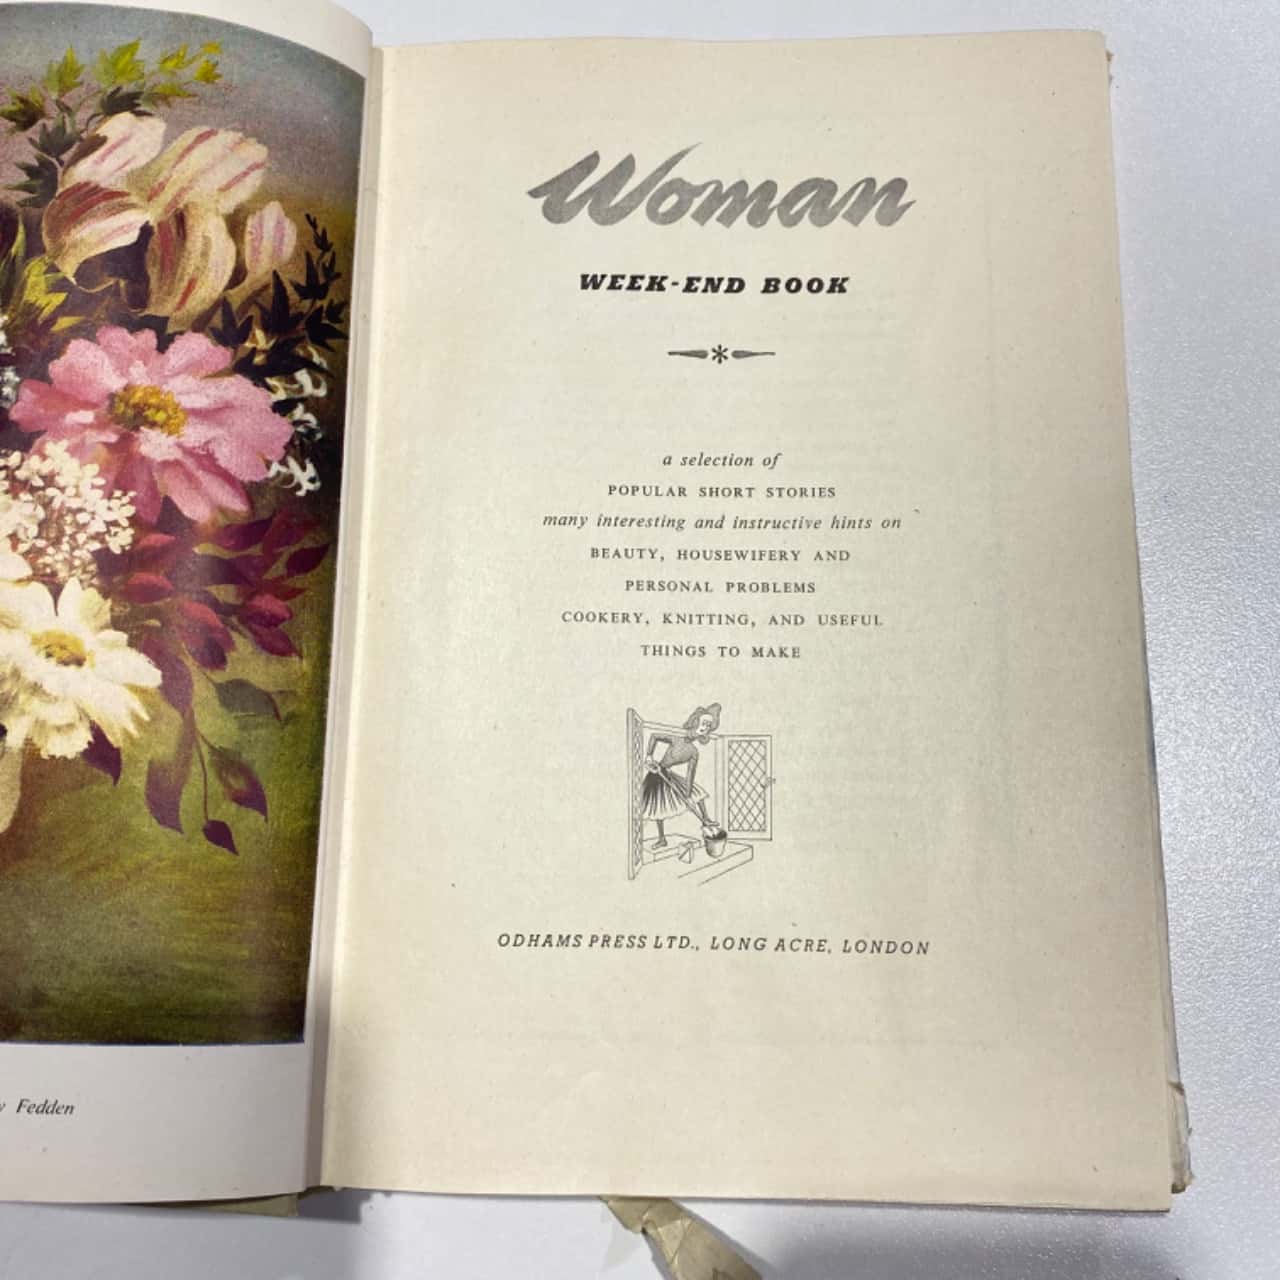 Woman
WEEK-END BOOK
a selection of
POPULAR SHORT STORIES
many interesting and instructive hints on
BEAUTY, HOUSEWIFERY AND
PERSONAL PROBLEMS
COOKERY, KNITTING, AND USEFUL
THINGS TO MAKE
ODHAMS PRESS LTD., LONG ACRE, LONDON
Fedden